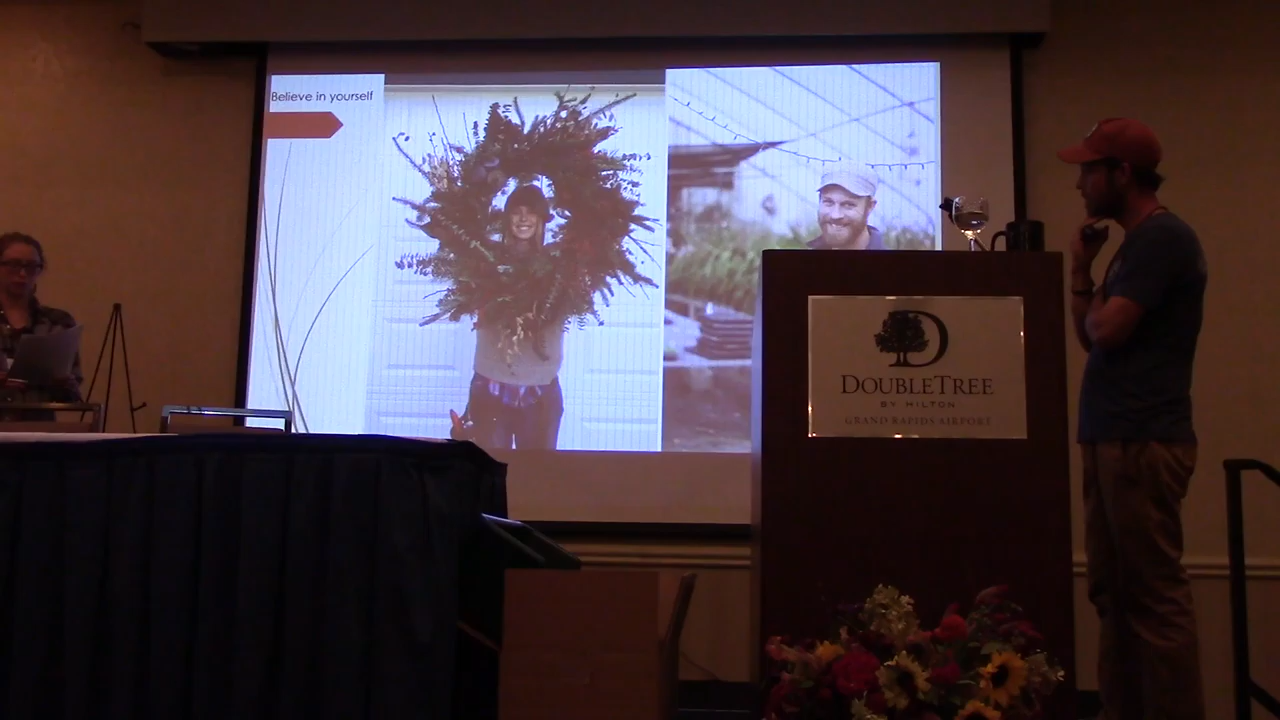 Believe in yourself
D
DOUBLETREE
BY HILTON
GRAND RAPIDS AIRPORT